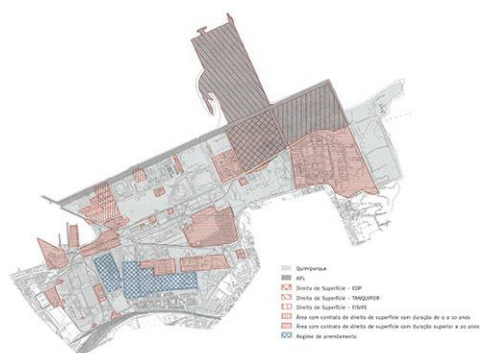 Quimiparque
APL
Direito de Superfície - EDP
Direito de Superfície - TANQUIPOR
Direito de Superfície - FISIPE
Área com contrato de direito de superfície com duração de 0 a 10 anos
Área com contrato de direito de superfície com duração superior a 20 anos
Regime de arrendamento